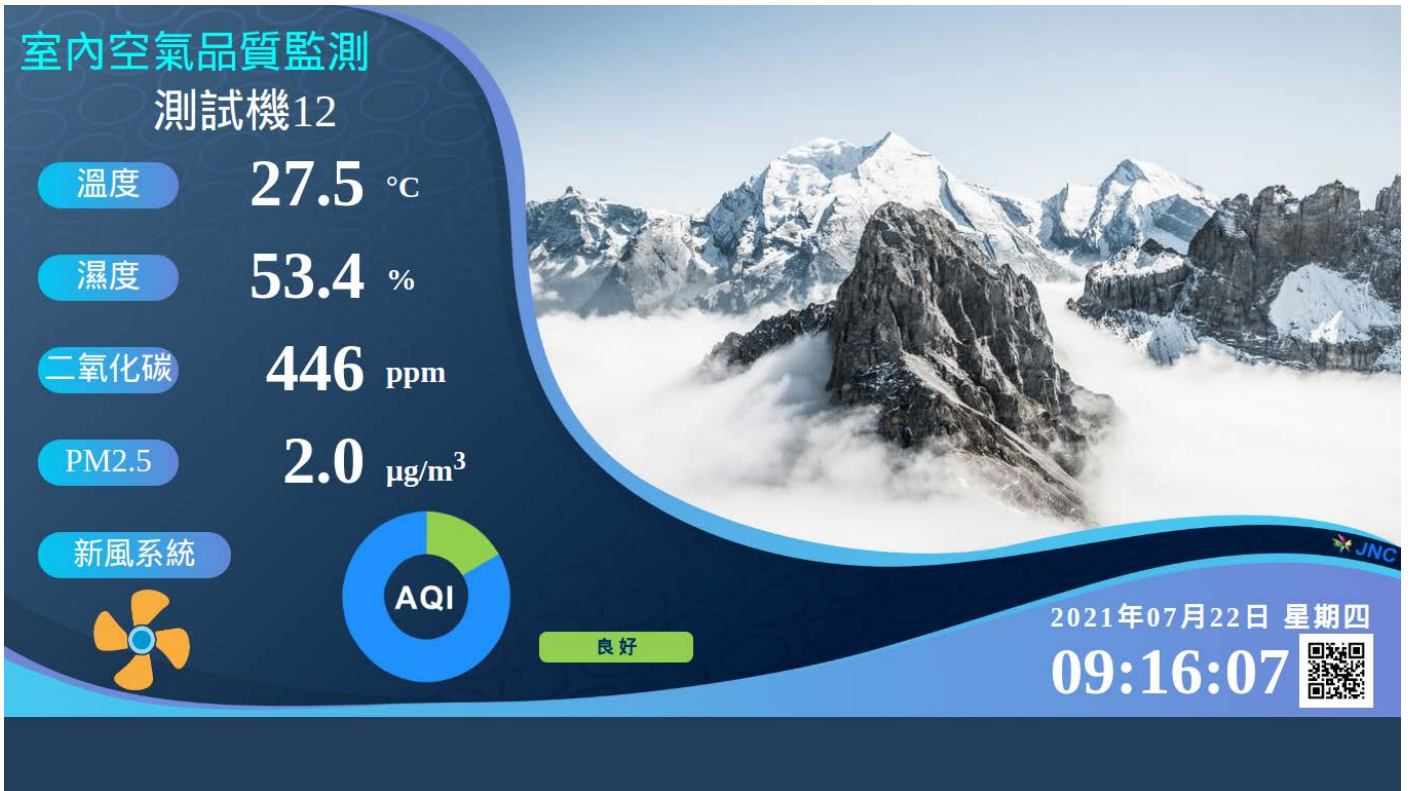 室內空氣品質監測
測試機12
溫度 27.5 °C
濕度 53.4 %
二氧化碳 446 ppm
PM2.5 2.0 μg/m³
新風系統
AQI
良好
JNC
2021年07月22日 星期四
09:16:07